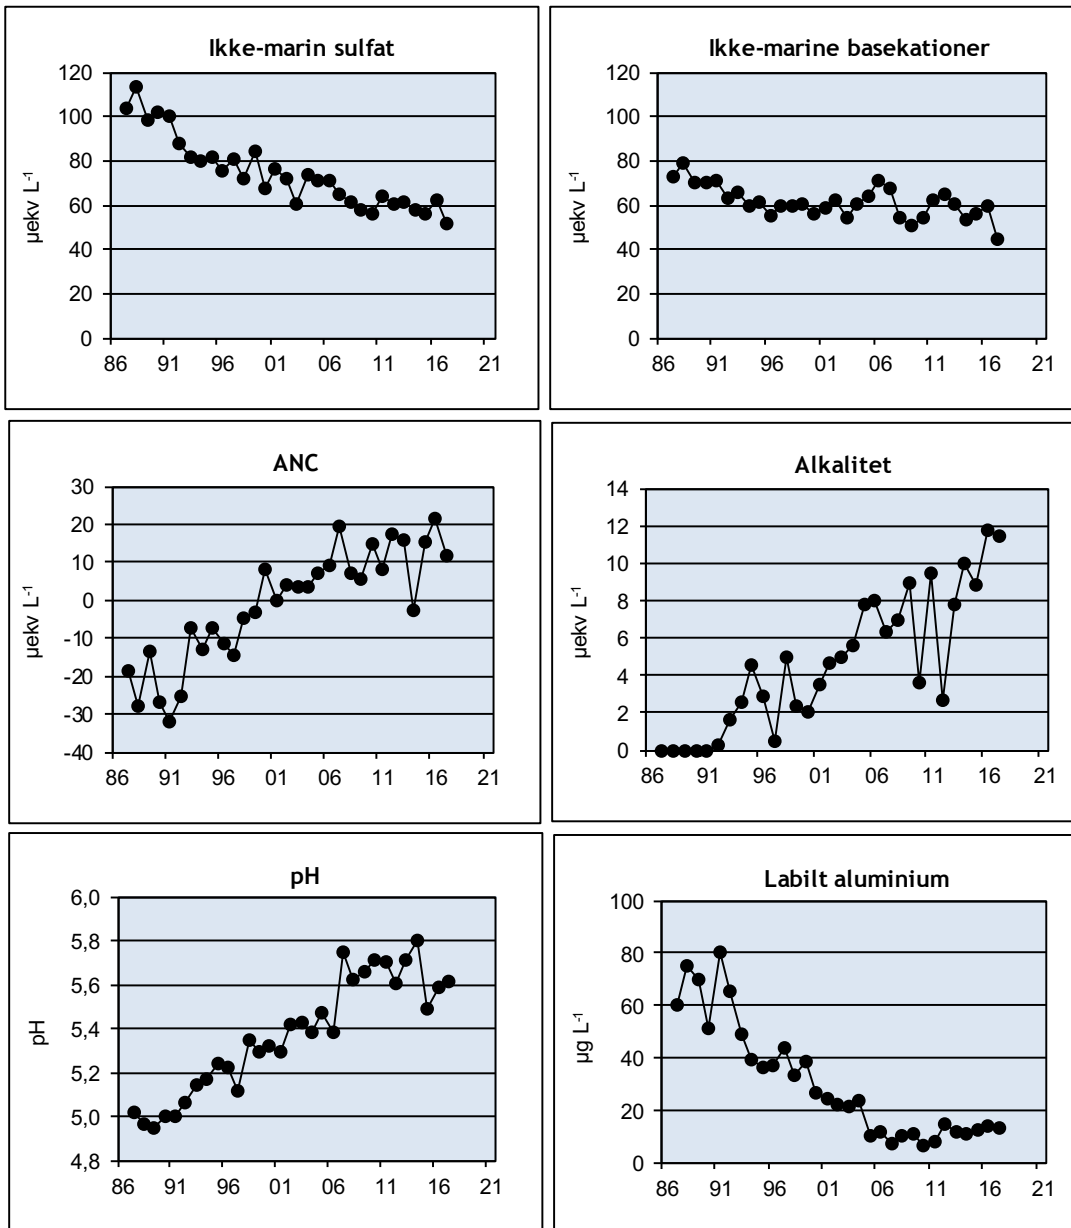 Ikke-marin sulfat
120
100
80
60
40
20
0
µekv L⁻¹
86 91 96 01 06 11 16 21
Ikke-marine basekationer
120
100
80
60
40
20
0
µekv L⁻¹
86 91 96 01 06 11 16 21
ANC
30
20
10
0
-10
-20
-30
-40
µekv L⁻¹
86 91 96 01 06 11 16 21
Alkalitet
14
12
10
8
6
4
2
0
µekv L⁻¹
86 91 96 01 06 11 16 21
pH
6,0
5,8
5,6
5,4
5,2
5,0
4,8
pH
86 91 96 01 06 11 16 21
Labilt aluminium
100
80
60
40
20
0
µg L⁻¹
86 91 96 01 06 11 16 21